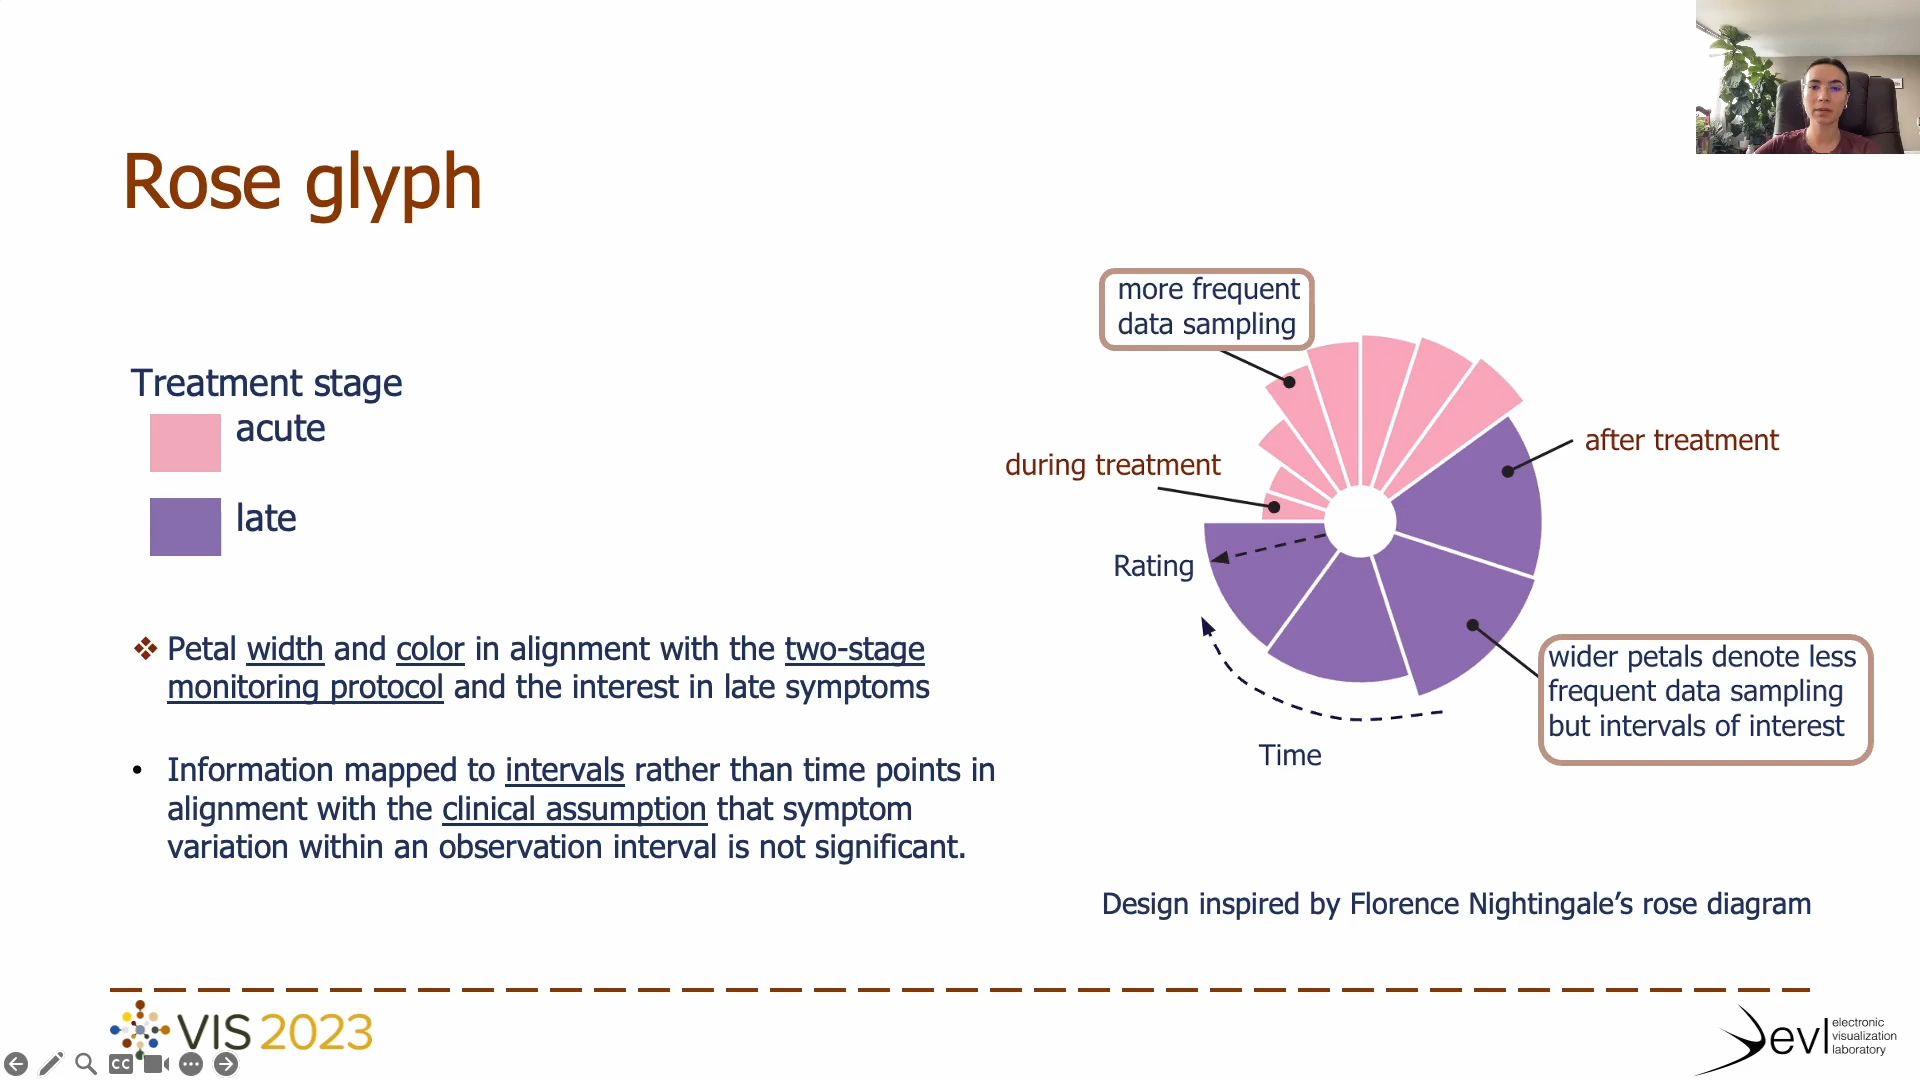 Rose glyph
Treatment stage
acute
late
❖ Petal width and color in alignment with the two-stage
monitoring protocol and the interest in late symptoms
• Information mapped to intervals rather than time points in
alignment with the clinical assumption that symptom
variation within an observation interval is not significant.
more frequent
data sampling
during treatment
after treatment
Rating
Time
wider petals denote less
frequent data sampling
but intervals of interest
Design inspired by Florence Nightingale’s rose diagram
VIS 2023
CC
evl
electronic
visualization
laboratory